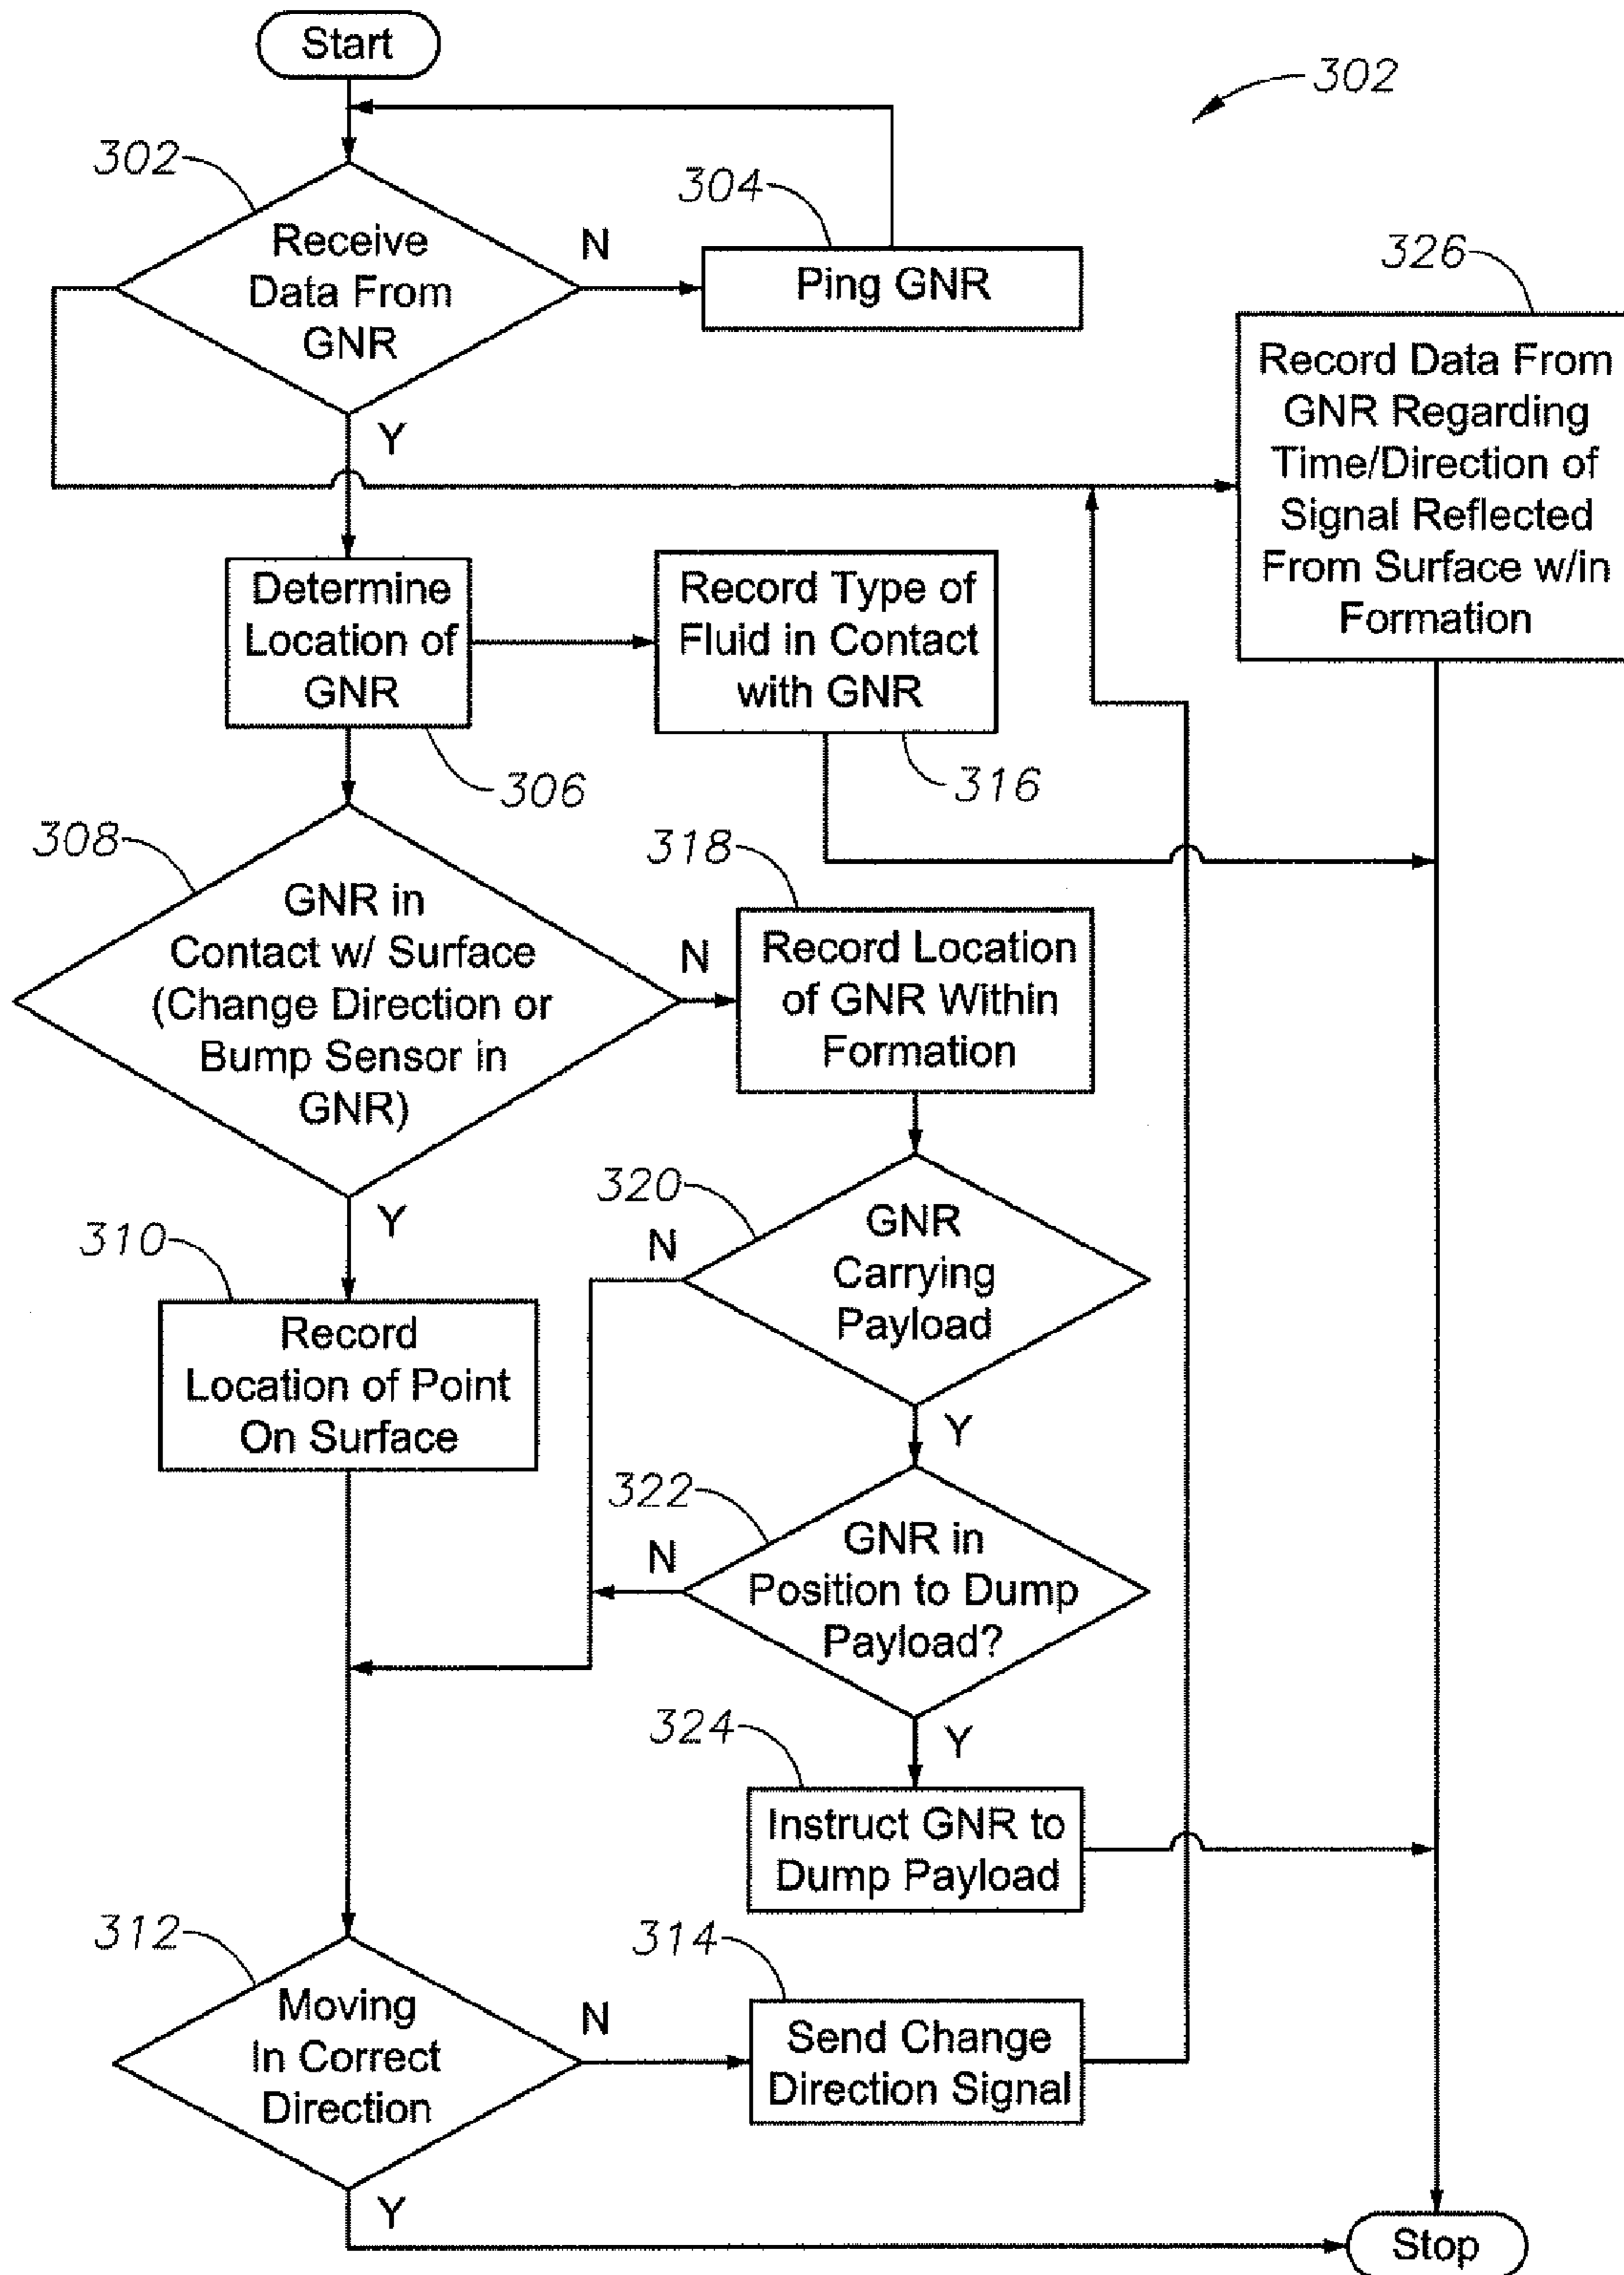 Start
302
302
Receive
Data From
GNR
N
304
Ping GNR
326
Record Data From
GNR Regarding
Time/Direction of
Signal Reflected
From Surface w/in
Formation
Y
Determine
Location of
GNR
306
Record Type of
Fluid in Contact
with GNR
316
308
GNR in
Contact w/ Surface
(Change Direction or
Bump Sensor in
GNR)
N
318
Record Location
of GNR Within
Formation
Y
310
Record
Location of Point
On Surface
320
GNR
Carrying
Payload
N
Y
322
GNR in
Position to Dump
Payload?
N
Y
324
Instruct GNR to
Dump Payload
312
Moving
In Correct
Direction
N
314
Send Change
Direction Signal
Y
Stop